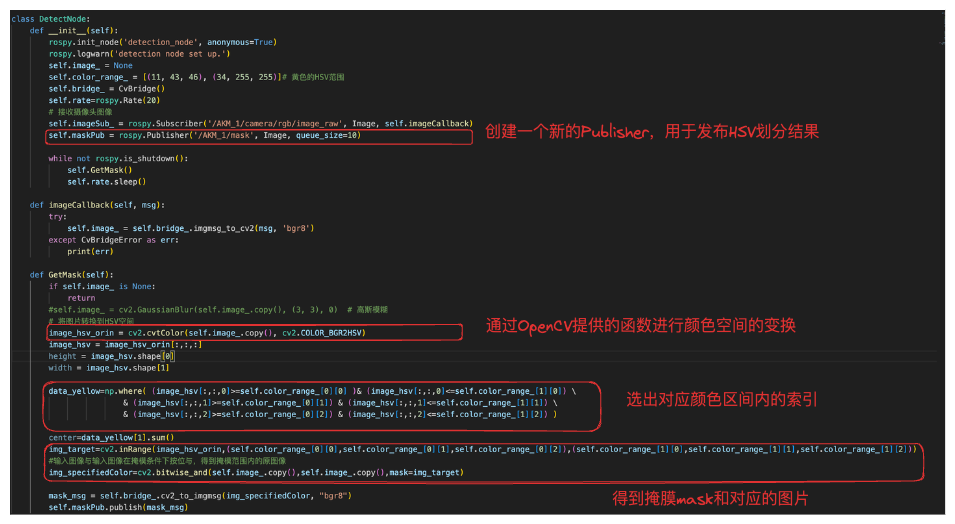 class DetectNode:
def __init__(self):
rospy.init_node('detection_node', anonymous=True)
rospy.logwarn('detection node set up.')
self.image_ = None
self.color_range_ = [(11, 43, 46), (34, 255, 255)]# 黄色的HSV范围
self.bridge_ = CvBridge()
self.rate=rospy.Rate(20)
# 接收摄像头图像
self.imageSub_ = rospy.Subscriber('/AKM_1/camera/rgb/image_raw', Image, self.imageCallback)
self.maskPub = rospy.Publisher('/AKM_1/mask', Image, queue_size=10)
创建一个新的Publisher，用于发布HSV划分结果
while not rospy.is_shutdown():
self.GetMask()
self.rate.sleep()
def imageCallback(self, msg):
try:
self.image_ = self.bridge_.imgmsg_to_cv2(msg, 'bgr8')
except CvBridgeError as err:
print(err)
def GetMask(self):
if self.image_ is None:
return
#self.image_ = cv2.GaussianBlur(self.image_.copy(), (3, 3), 0)  # 高斯模糊
# 将图片转换到HSV空间
image_hsv_orin = cv2.cvtColor(self.image_.copy(), cv2.COLOR_BGR2HSV)
通过OpenCV提供的函数进行颜色空间的变换
image_hsv = image_hsv_orin[:,:,:]
height = image_hsv.shape[0]
width = image_hsv.shape[1]
data_yellow=np.where( (image_hsv[:,:,0]>=self.color_range_[0][0] )& (image_hsv[:,:,0]<=self.color_range_[1][0]) \
& (image_hsv[:,:,1]>=self.color_range_[0][1]) & (image_hsv[:,:,1]<=self.color_range_[1][1]) \
& (image_hsv[:,:,2]>=self.color_range_[0][2]) & (image_hsv[:,:,2]<=self.color_range_[1][2]) )
选出对应颜色区间内的索引
center=data_yellow[1].sum()
img_target=cv2.inRange(image_hsv_orin,(self.color_range_[0][0],self.color_range_[0][1],self.color_range_[0][2]),(self.color_range_[1][0],self.color_range_[1][1],self.color_range_[1][2]))
#输入图像与输入图像在掩模条件下按位与，得到掩模范围内的原图像
img_specifiedColor=cv2.bitwise_and(self.image_.copy(),self.image_.copy(),mask=img_target)
得到掩膜mask和对应的图片
mask_msg = self.bridge_.cv2_to_imgmsg(img_specifiedColor, "bgr8")
self.maskPub.publish(mask_msg)